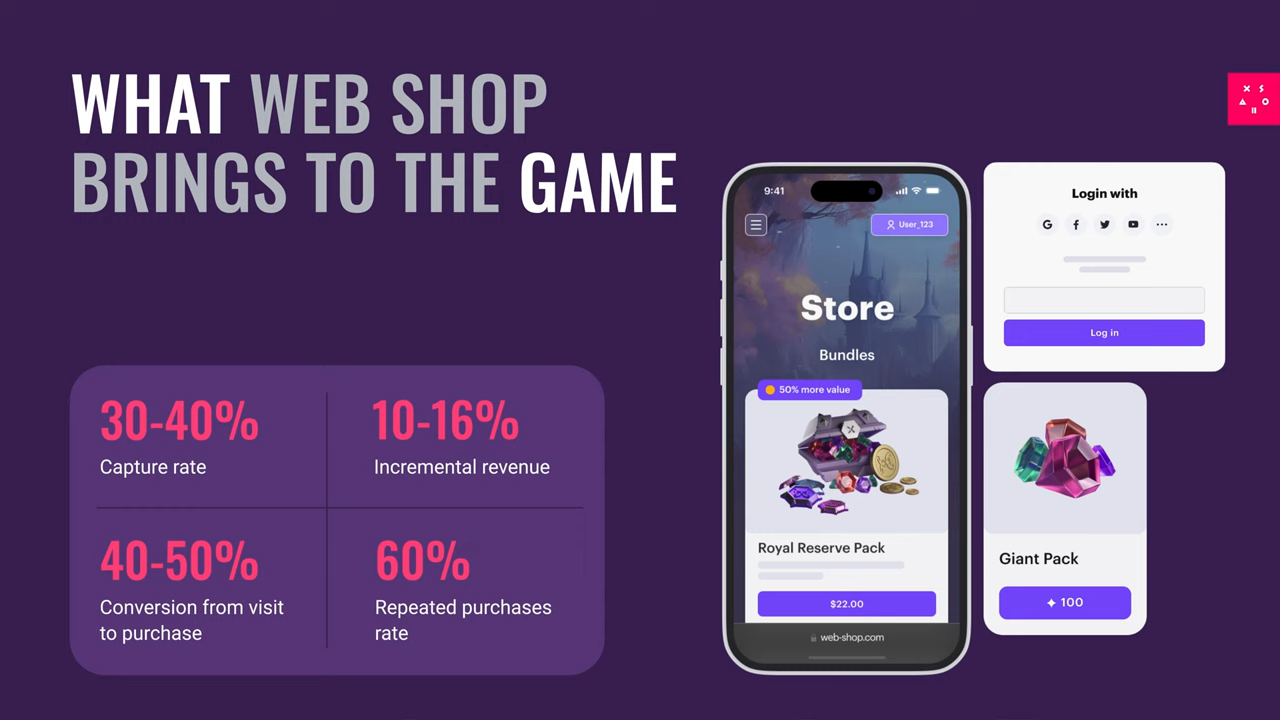 WHAT WEB SHOP
BRINGS TO THE GAME
30-40%
Capture rate
10-16%
Incremental revenue
40-50%
Conversion from visit
to purchase
60%
Repeated purchases
rate
9:41
User_123
Store
Bundles
50% more value
Royal Reserve Pack
$22.00
web-shop.com
Login with
Log in
Giant Pack
100